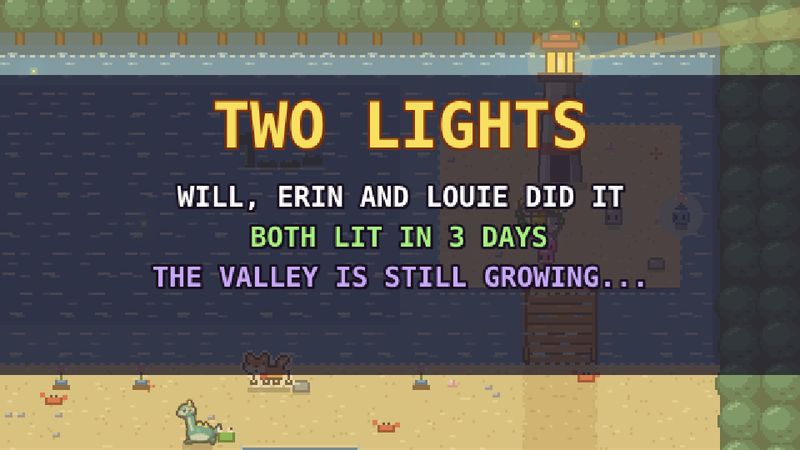 TWO LIGHTS
WILL, ERIN AND LOUIE DID IT
BOTH LIT IN 3 DAYS
THE VALLEY IS STILL GROWING...